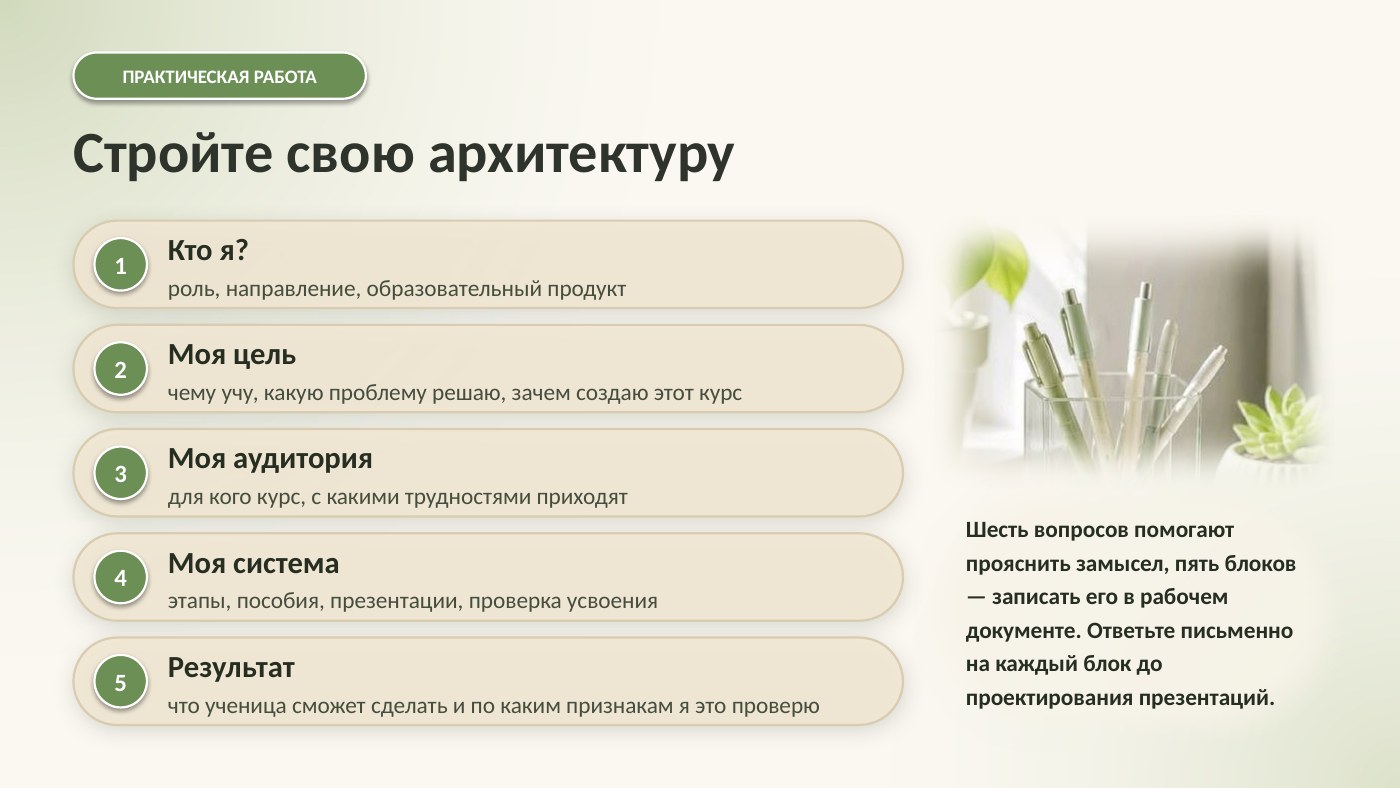 ПРАКТИЧЕСКАЯ РАБОТА
Стройте свою архитектуру
1
Кто я?
роль, направление, образовательный продукт
2
Моя цель
чему учу, какую проблему решаю, зачем создаю этот курс
3
Моя аудитория
для кого курс, с какими трудностями приходят
4
Моя система
этапы, пособия, презентации, проверка усвоения
5
Результат
что ученица сможет сделать и по каким признакам я это проверю
Шесть вопросов помогают
прояснить замысел, пять блоков
— записать его в рабочем
документе. Ответьте письменно
на каждый блок до
проектирования презентаций.